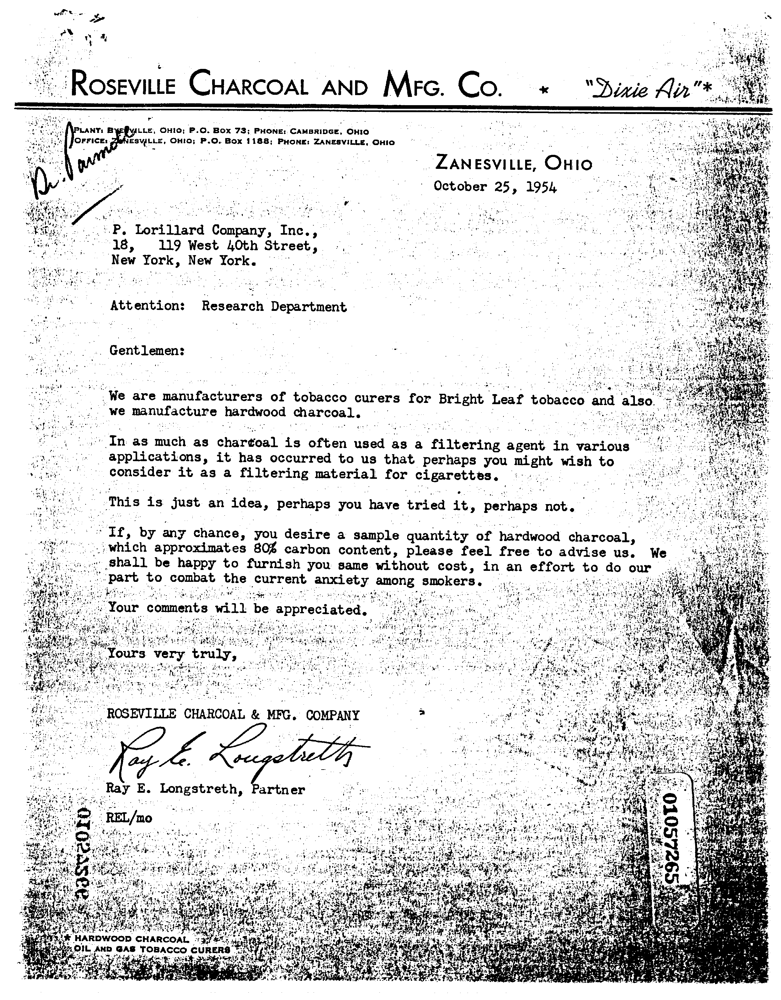 ROSEVILLE CHARCOAL AND MFG. CO. * "Dixie Air"*
PLANT: BYESVILLE, OHIO; P.O. BOX 73; PHONE: CAMBRIDGE, OHIO
OFFICE: ZANESVILLE, OHIO; P.O. BOX 1188; PHONE: ZANESVILLE, OHIO
Dr. Parmele
ZANESVILLE, OHIO
October 25, 1954
P. Lorillard Company, Inc.,
18, 119 West 40th Street,
New York, New York.
Attention: Research Department
Gentlemen:
We are manufacturers of tobacco curers for Bright Leaf tobacco and also
we manufacture hardwood charcoal.
In as much as charcoal is often used as a filtering agent in various
applications, it has occurred to us that perhaps you might wish to
consider it as a filtering material for cigarettes.
This is just an idea, perhaps you have tried it, perhaps not.
If, by any chance, you desire a sample quantity of hardwood charcoal,
which approximates 80% carbon content, please feel free to advise us. We
shall be happy to furnish you same without cost, in an effort to do our
part to combat the current anxiety among smokers.
Your comments will be appreciated.
Yours very truly,
ROSEVILLE CHARCOAL & MFG. COMPANY
Ray E. Longstreth
Ray E. Longstreth, Partner
REL/mo
01057265
* HARDWOOD CHARCOAL
OIL AND GAS TOBACCO CURERS